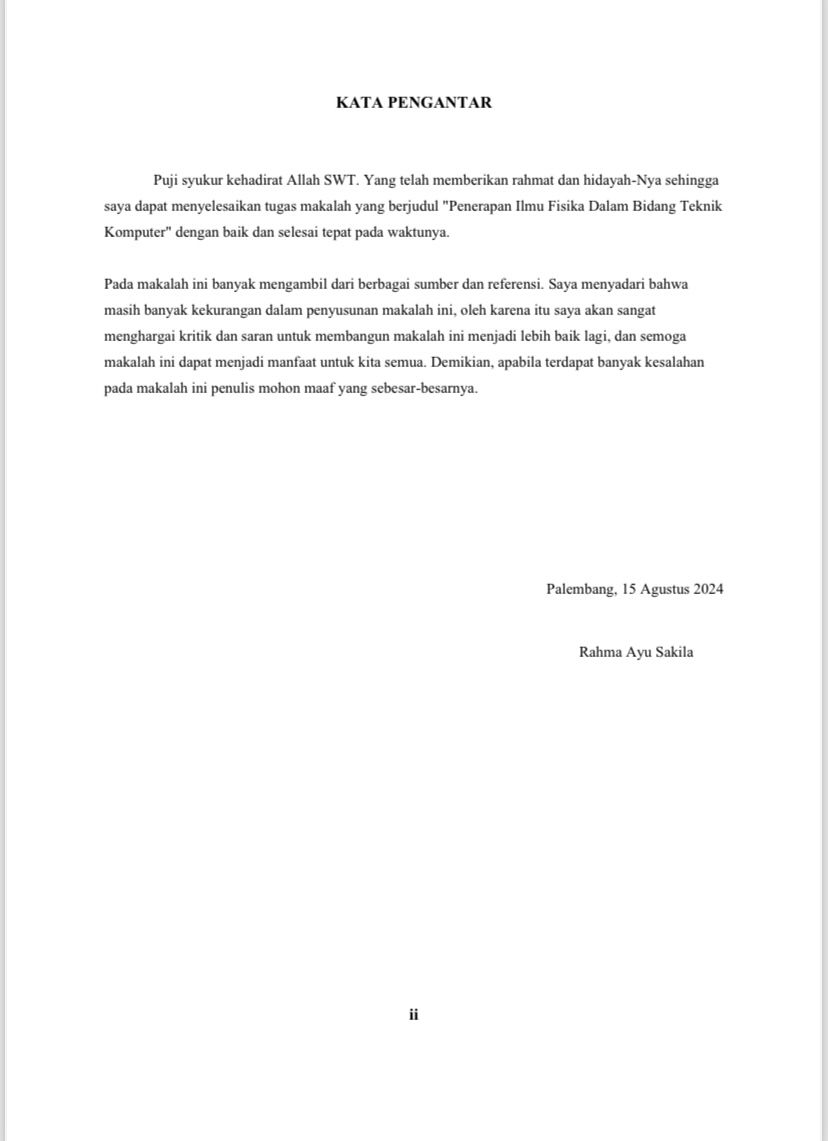 KATA PENGANTAR
Puji syukur kehadirat Allah SWT. Yang telah memberikan rahmat dan hidayah-Nya sehingga
saya dapat menyelesaikan tugas makalah yang berjudul "Penerapan Ilmu Fisika Dalam Bidang Teknik
Komputer" dengan baik dan selesai tepat pada waktunya.
Pada makalah ini banyak mengambil dari berbagai sumber dan referensi. Saya menyadari bahwa
masih banyak kekurangan dalam penyusunan makalah ini, oleh karena itu saya akan sangat
menghargai kritik dan saran untuk membangun makalah ini menjadi lebih baik lagi, dan semoga
makalah ini dapat menjadi manfaat untuk kita semua. Demikian, apabila terdapat banyak kesalahan
pada makalah ini penulis mohon maaf yang sebesar-besarnya.
Palembang, 15 Agustus 2024
Rahma Ayu Sakila
ii